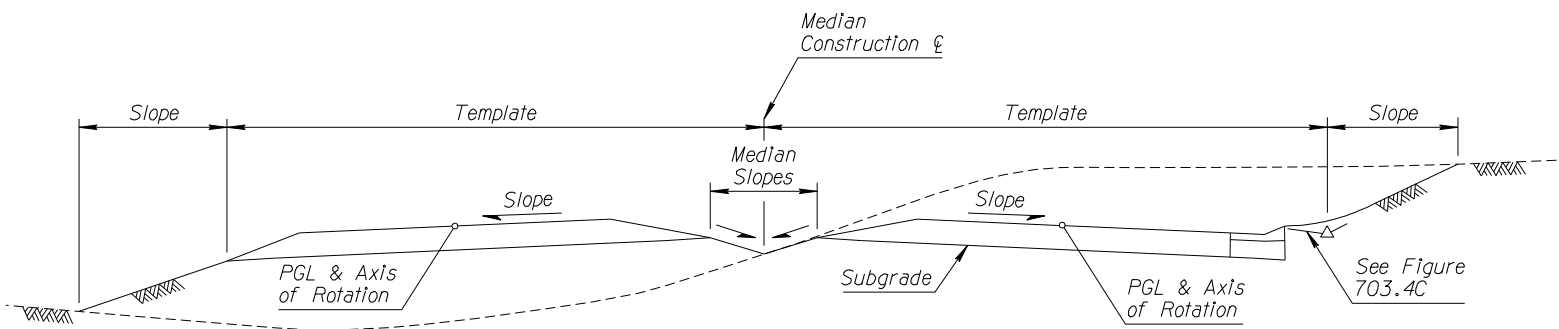 Median
Construction ℄
Slope
Template
Template
Slope
Median
Slopes
Slope
Slope
PGL & Axis
of Rotation
Subgrade
PGL & Axis
of Rotation
See Figure
703.4C